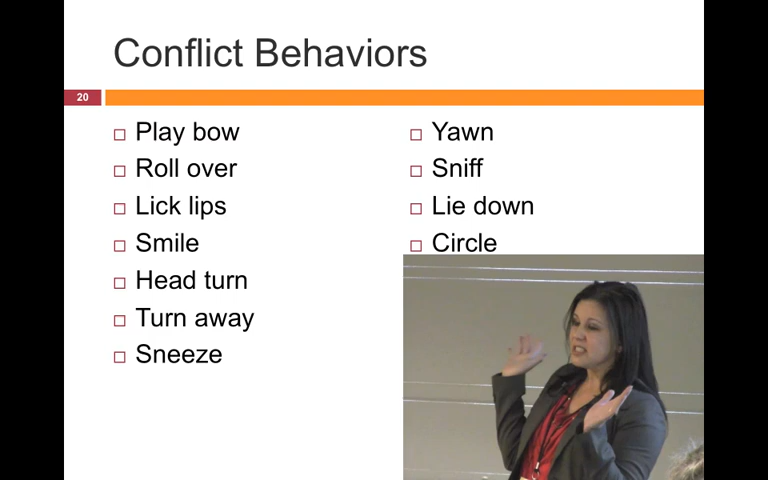 Conflict Behaviors
20
Play bow
Roll over
Lick lips
Smile
Head turn
Turn away
Sneeze
Yawn
Sniff
Lie down
Circle